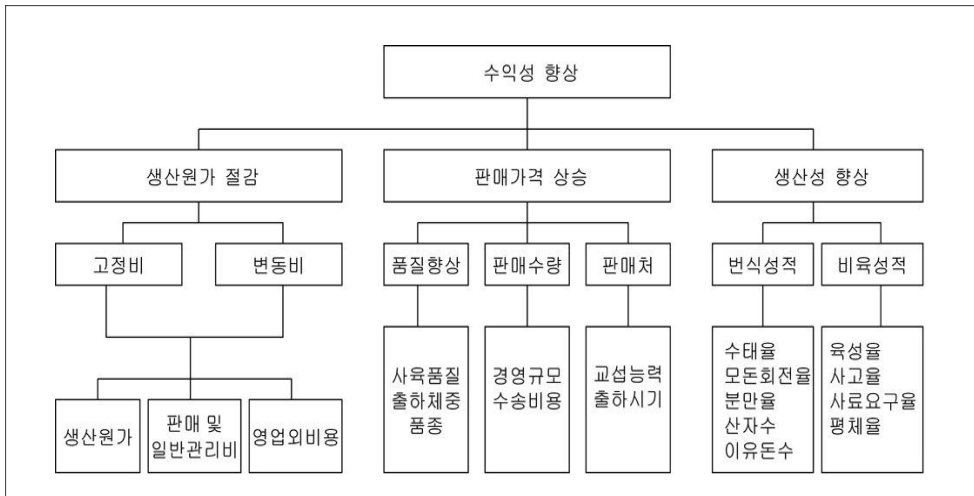 수익성 향상
생산원가 절감
판매가격 상승
생산성 향상
고정비
변동비
품질향상
판매수량
판매처
번식성적
비육성적
생산원가
판매 및
일반관리비
영업외비용
사육품질
출하체중
품종
경영규모
수송비용
교섭능력
출하시기
수태율
모돈회전율
분만율
산자수
이유돈수
육성율
사고율
사료요구율
평체율